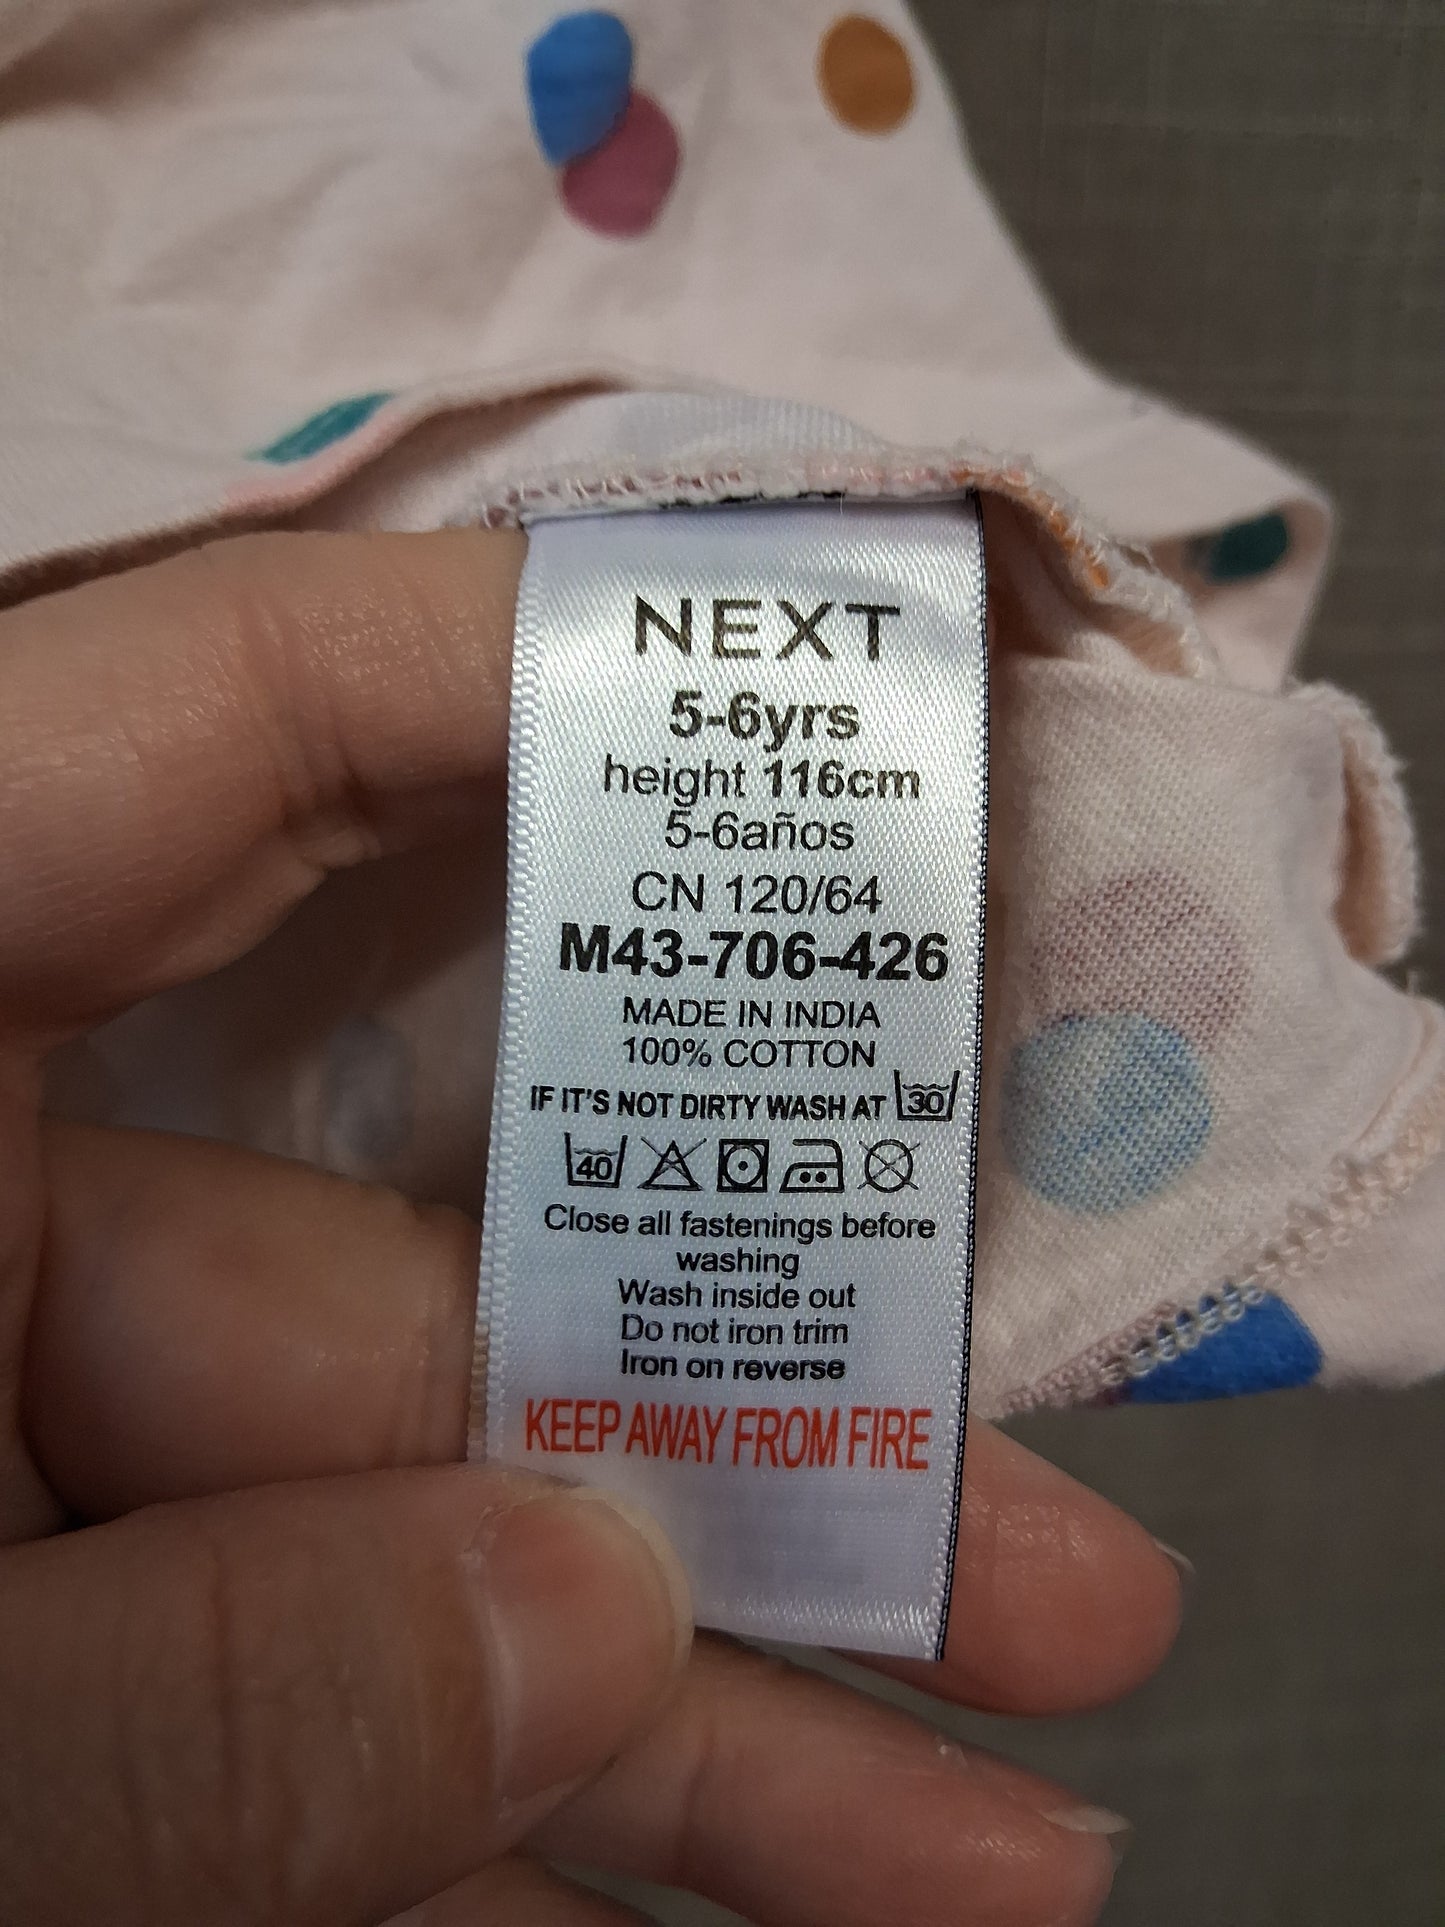 NEXT
5-6yrs
height 116cm
5-6años
CN 120/64
M43-706-426
MADE IN INDIA
100% COTTON
IF IT'S NOT DIRTY WASH AT 30
40
Close all fastenings before
washing
Wash inside out
Do not iron trim
Iron on reverse
KEEP AWAY FROM FIRE